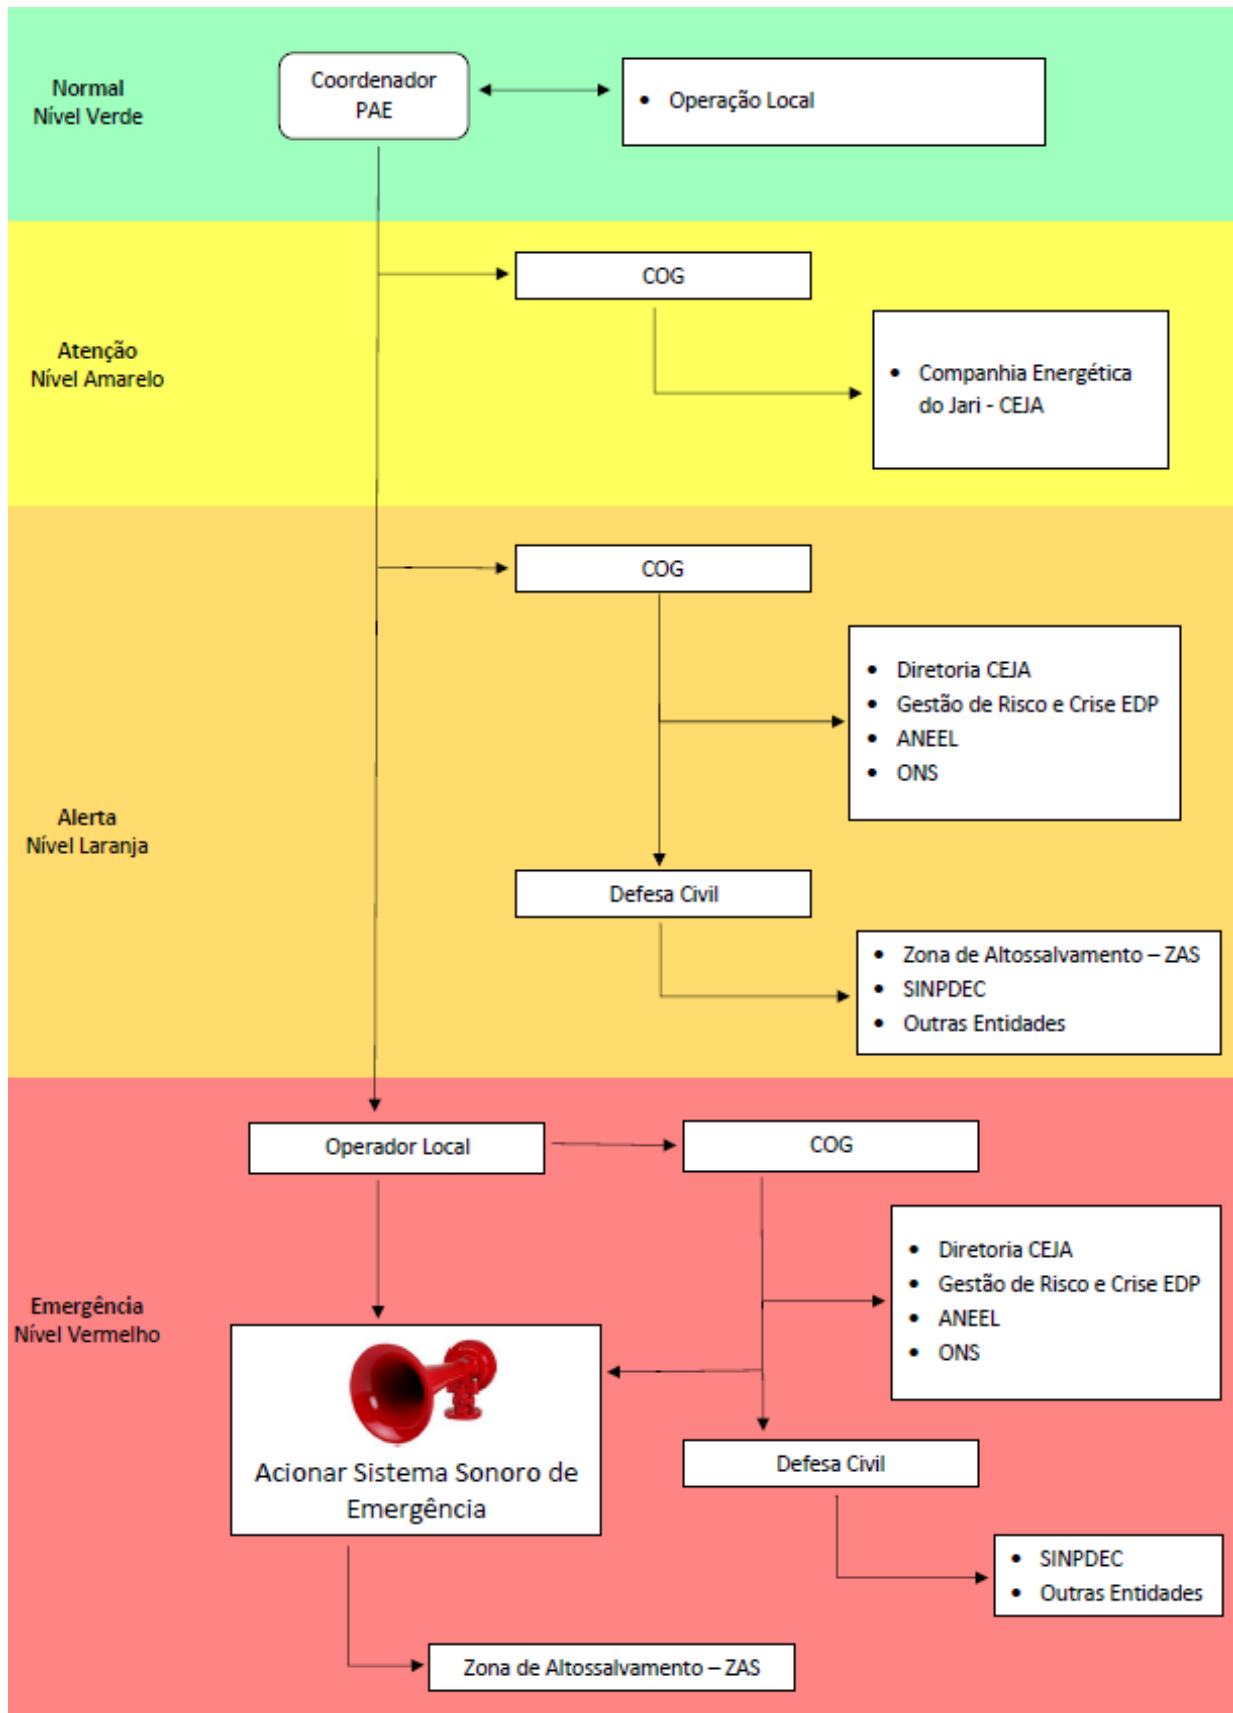 Normal
Nível Verde
Coordenador
PAE
• Operação Local
COG
Atenção
Nível Amarelo
• Companhia Energética
do Jari - CEJA
COG
• Diretoria CEJA
• Gestão de Risco e Crise EDP
• ANEEL
• ONS
Alerta
Nível Laranja
Defesa Civil
• Zona de Altossalvamento – ZAS
• SINPDEC
• Outras Entidades
Operador Local
COG
• Diretoria CEJA
• Gestão de Risco e Crise EDP
• ANEEL
• ONS
Emergência
Nível Vermelho
Acionar Sistema Sonoro de
Emergência
Defesa Civil
• SINPDEC
• Outras Entidades
Zona de Altossalvamento – ZAS